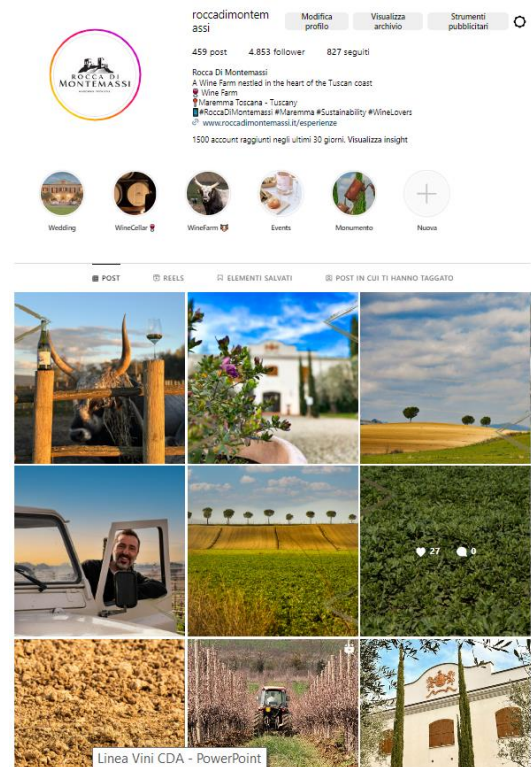 roccadimontem
assi
Modifica
profilo
Visualizza
archivio
Strumenti
pubblicitari
459 post 4.853 follower 827 seguiti
ROCCA DI
MONTEMASSI
Rocca Di Montemassi
A Wine Farm nestled in the heart of the Tuscan coast
🍷 Wine Farm
📍Maremma Toscana - Tuscany
#RoccaDiMontemassi #Maremma #Sustainability #WineLovers
www.roccadimontemassi.it/esperienze
1500 account raggiunti negli ultimi 30 giorni. Visualizza insight
Wedding WineCellar🍷 WineFarm🐮 Events Monumento Nuova
POST REELS ELEMENTI SALVATI POST IN CUI TI HANNO TAGGATO
27 0
Linea Vini CDA - PowerPoint